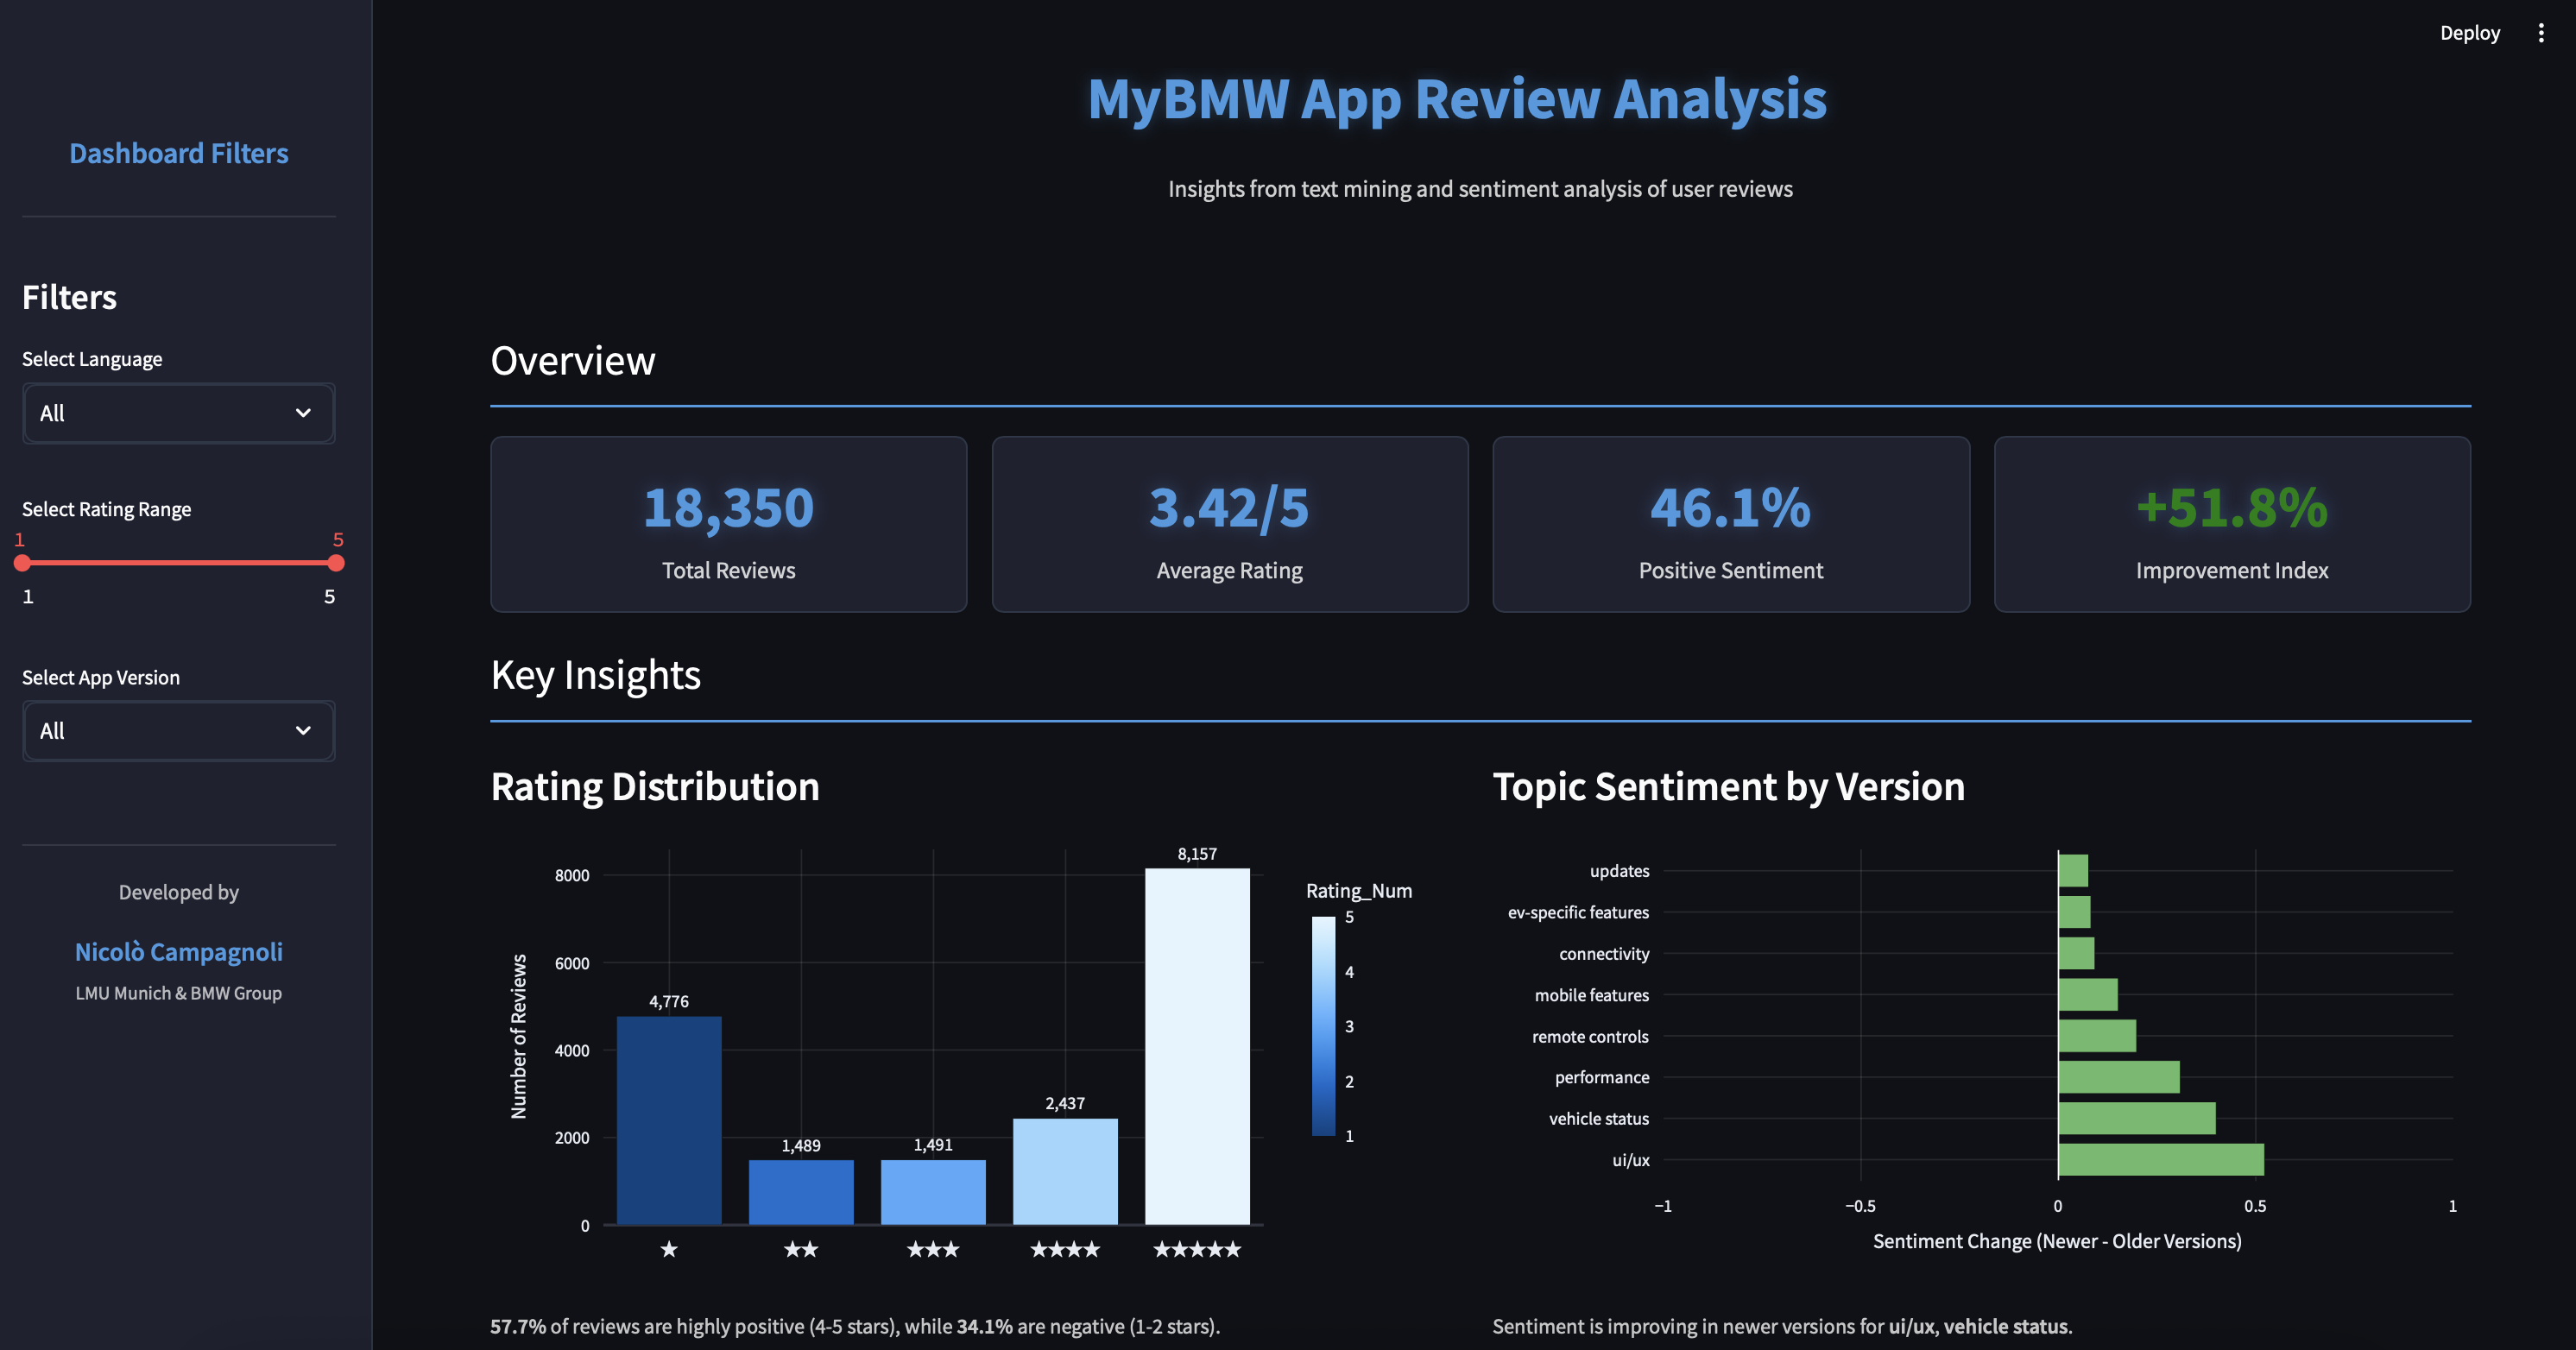 Deploy
Dashboard Filters
Filters
Select Language
All
Select Rating Range
1 5
1 5
Select App Version
All
Developed by
Nicolò Campagnoli
LMU Munich & BMW Group
MyBMW App Review Analysis
Insights from text mining and sentiment analysis of user reviews
Overview
18,350
Total Reviews
3.42/5
Average Rating
46.1%
Positive Sentiment
+51.8%
Improvement Index
Key Insights
Rating Distribution
Number of Reviews
8000
6000
4000
2000
0
4,776
1,489
1,491
2,437
8,157
★
★★
★★★
★★★★
★★★★★
Rating_Num
5
4
3
2
1
57.7% of reviews are highly positive (4-5 stars), while 34.1% are negative (1-2 stars).
Topic Sentiment by Version
updates
ev-specific features
connectivity
mobile features
remote controls
performance
vehicle status
ui/ux
−1 −0.5 0 0.5 1
Sentiment Change (Newer - Older Versions)
Sentiment is improving in newer versions for ui/ux, vehicle status.